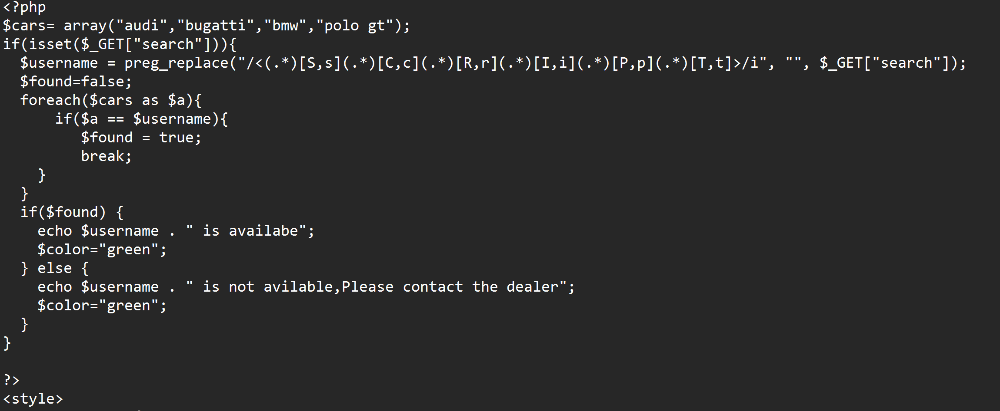 <?php
$cars= array("audi","bugatti","bmw","polo gt");
if(isset($_GET["search"])){
  $username = preg_replace("/<(.*)[S,s](.*)[C,c](.*)[R,r](.*)[I,i](.*)[P,p](.*)[T,t]>/i", "", $_GET["search"]);
  $found=false;
  foreach($cars as $a){
      if($a == $username){
         $found = true;
         break;
    }
  }
  if($found) {
    echo $username . " is availabe";
    $color="green";
  } else {
    echo $username . " is not avilable,Please contact the dealer";
    $color="green";
  }
}

?>
<style>